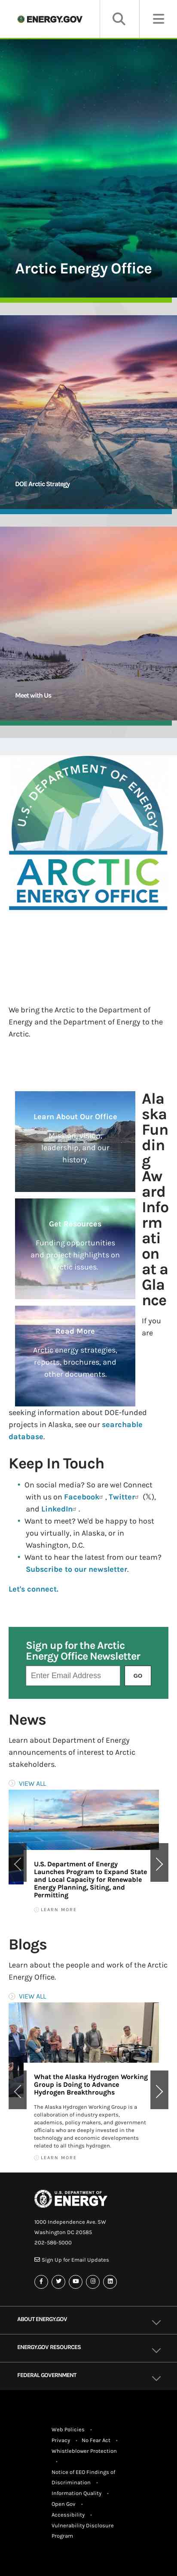 ENERGY.GOV
Arctic Energy Office
DOE Arctic Strategy
Meet with Us
U.S. DEPARTMENT OF ENERGY
ARCTIC
ENERGY OFFICE
We bring the Arctic to the Department of
Energy and the Department of Energy to the
Arctic.
Learn About Our Office
leadership, and our
history.
Get Resources
Funding opportunities
and project highlights on
Arctic issues.
Read More
Arctic energy strategies,
reports, brochures, and
other documents.
Ala
ska
Fun
din
g
Aw
ard
Info
rm
ati
on
at a
Gla
nce
If you
are
seeking information about DOE-funded
projects in Alaska, see our searchable
database.
Keep In Touch
• On social media? So are we! Connect
with us on Facebook , Twitter (𝕏),
and LinkedIn .
• Want to meet? We'd be happy to host
you virtually, in Alaska, or in
Washington, D.C.
• Want to hear the latest from our team?
Subscribe to our newsletter.
Let's connect.
Sign up for the Arctic
Energy Office Newsletter
Enter Email Address
GO
News
Learn about Department of Energy
announcements of interest to Arctic
stakeholders.
VIEW ALL
U.S. Department of Energy
Launches Program to Expand State
and Local Capacity for Renewable
Energy Planning, Siting, and
Permitting
LEARN MORE
Blogs
Learn about the people and work of the Arctic
Energy Office.
VIEW ALL
What the Alaska Hydrogen Working
Group is Doing to Advance
Hydrogen Breakthroughs
The Alaska Hydrogen Working Group is a
collaboration of industry experts,
academics, policy makers, and government
officials who are deeply involved in the
technology and economic developments
related to all things hydrogen.
LEARN MORE
U.S. DEPARTMENT OF
ENERGY
1000 Independence Ave. SW
Washington DC 20585
202-586-5000
Sign Up for Email Updates
ABOUT ENERGY.GOV
ENERGY.GOV RESOURCES
FEDERAL GOVERNMENT
Web Policies •
Privacy • No Fear Act •
Whistleblower Protection
•
Notice of EEO Findings of
Discrimination •
Information Quality •
Open Gov •
Accessibility •
Vulnerability Disclosure
Program